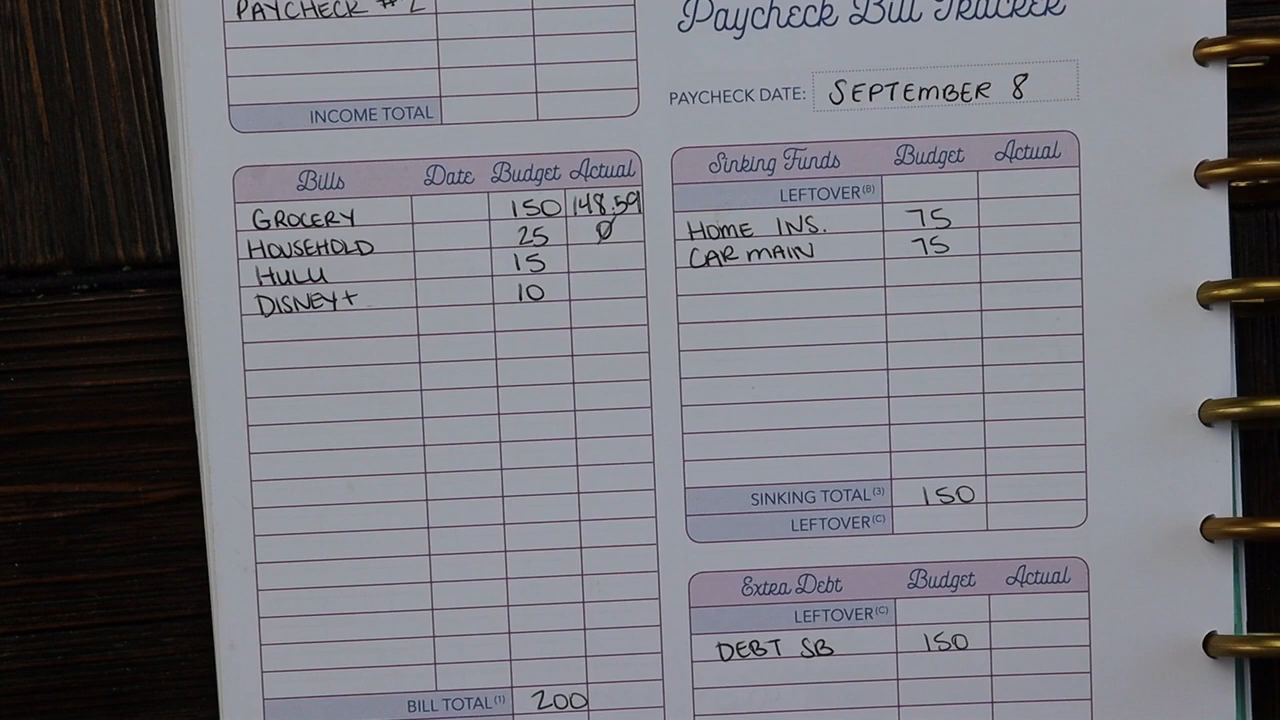 PAYCHECK #2
INCOME TOTAL
Paycheck Bill Tracker
PAYCHECK DATE: SEPTEMBER 8
Bills Date Budget Actual
GROCERY 150 148.59
HOUSEHOLD 25 Ø
HULU 15
DISNEY+ 10
BILL TOTAL(1) 200
Sinking Funds Budget Actual
LEFTOVER(B)
HOME INS. 75
CAR MAIN 75
SINKING TOTAL(3) 150
LEFTOVER(C)
Extra Debt Budget Actual
LEFTOVER(C)
DEBT SB 150